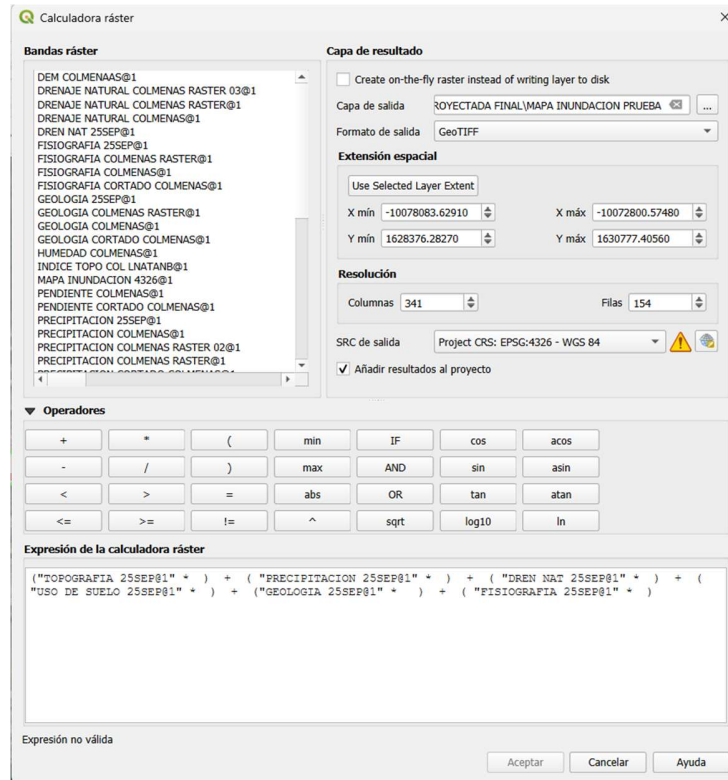 Calculadora ráster
Bandas ráster
DEM COLMENAAS@1
DRENAJE NATURAL COLMENAS RASTER 03@1
DRENAJE NATURAL COLMENAS RASTER@1
DRENAJE NATURAL COLMENAS@1
DREN NAT 25SEP@1
FISIOGRAFIA 25SEP@1
FISIOGRAFIA COLMENAS RASTER@1
FISIOGRAFIA COLMENAS@1
FISIOGRAFIA CORTADO COLMENAS@1
GEOLOGIA 25SEP@1
GEOLOGIA COLMENAS RASTER@1
GEOLOGIA COLMENAS@1
GEOLOGIA CORTADO COLMENAS@1
HUMEDAD COLMENAS@1
INDICE TOPO COL LNATANB@1
MAPA INUNDACION 4326@1
PENDIENTE COLMENAS@1
PENDIENTE CORTADO COLMENAS@1
PRECIPITACION 25SEP@1
PRECIPITACION COLMENAS@1
PRECIPITACION COLMENAS RASTER 02@1
PRECIPITACION COLMENAS RASTER@1
PRECIPITACION CORTADO COLMENAS@1
Capa de resultado
Create on-the-fly raster instead of writing layer to disk
Capa de salida ROYECTADA FINAL\MAPA INUNDACION PRUEBA ...
Formato de salida GeoTIFF
Extensión espacial
Use Selected Layer Extent
X mín -10078083.62910 X máx -10072800.57480
Y mín 1628376.28270 Y máx 1630777.40560
Resolución
Columnas 341 Filas 154
SRC de salida Project CRS: EPSG:4326 - WGS 84
Añadir resultados al proyecto
Operadores
+ * ( min IF cos acos
- / ) max AND sin asin
< > = abs OR tan atan
<= >= != ^ sqrt log10 ln
Expresión de la calculadora ráster
("TOPOGRAFIA 25SEP@1" * ) + ( "PRECIPITACION 25SEP@1" * ) + ( "DREN NAT 25SEP@1" * ) + (
"USO DE SUELO 25SEP@1" * ) + ("GEOLOGIA 25SEP@1" * ) + ( "FISIOGRAFIA 25SEP@1" * )
Expresión no válida
Aceptar Cancelar Ayuda